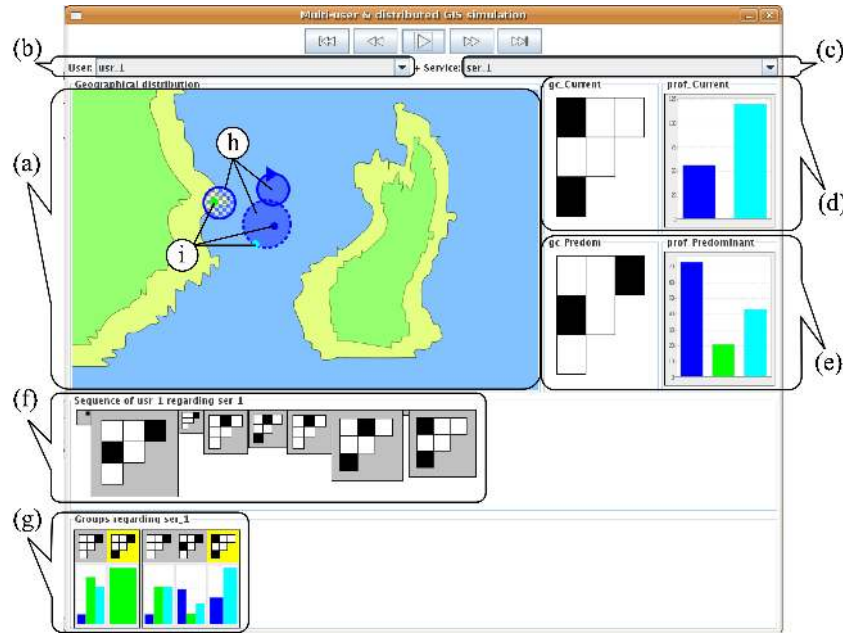 Multi-user & distributed GIS simulation
(b)
(c)
User: usr_1
+ Service: ser_1
Geographical distribution
gc_Current
prof_Current
(a)
h
i
(d)
gc_Predom
prof_Predominant
(e)
(f)
Sequence of usr_1 regarding ser_1
(g)
Groups regarding ser_1